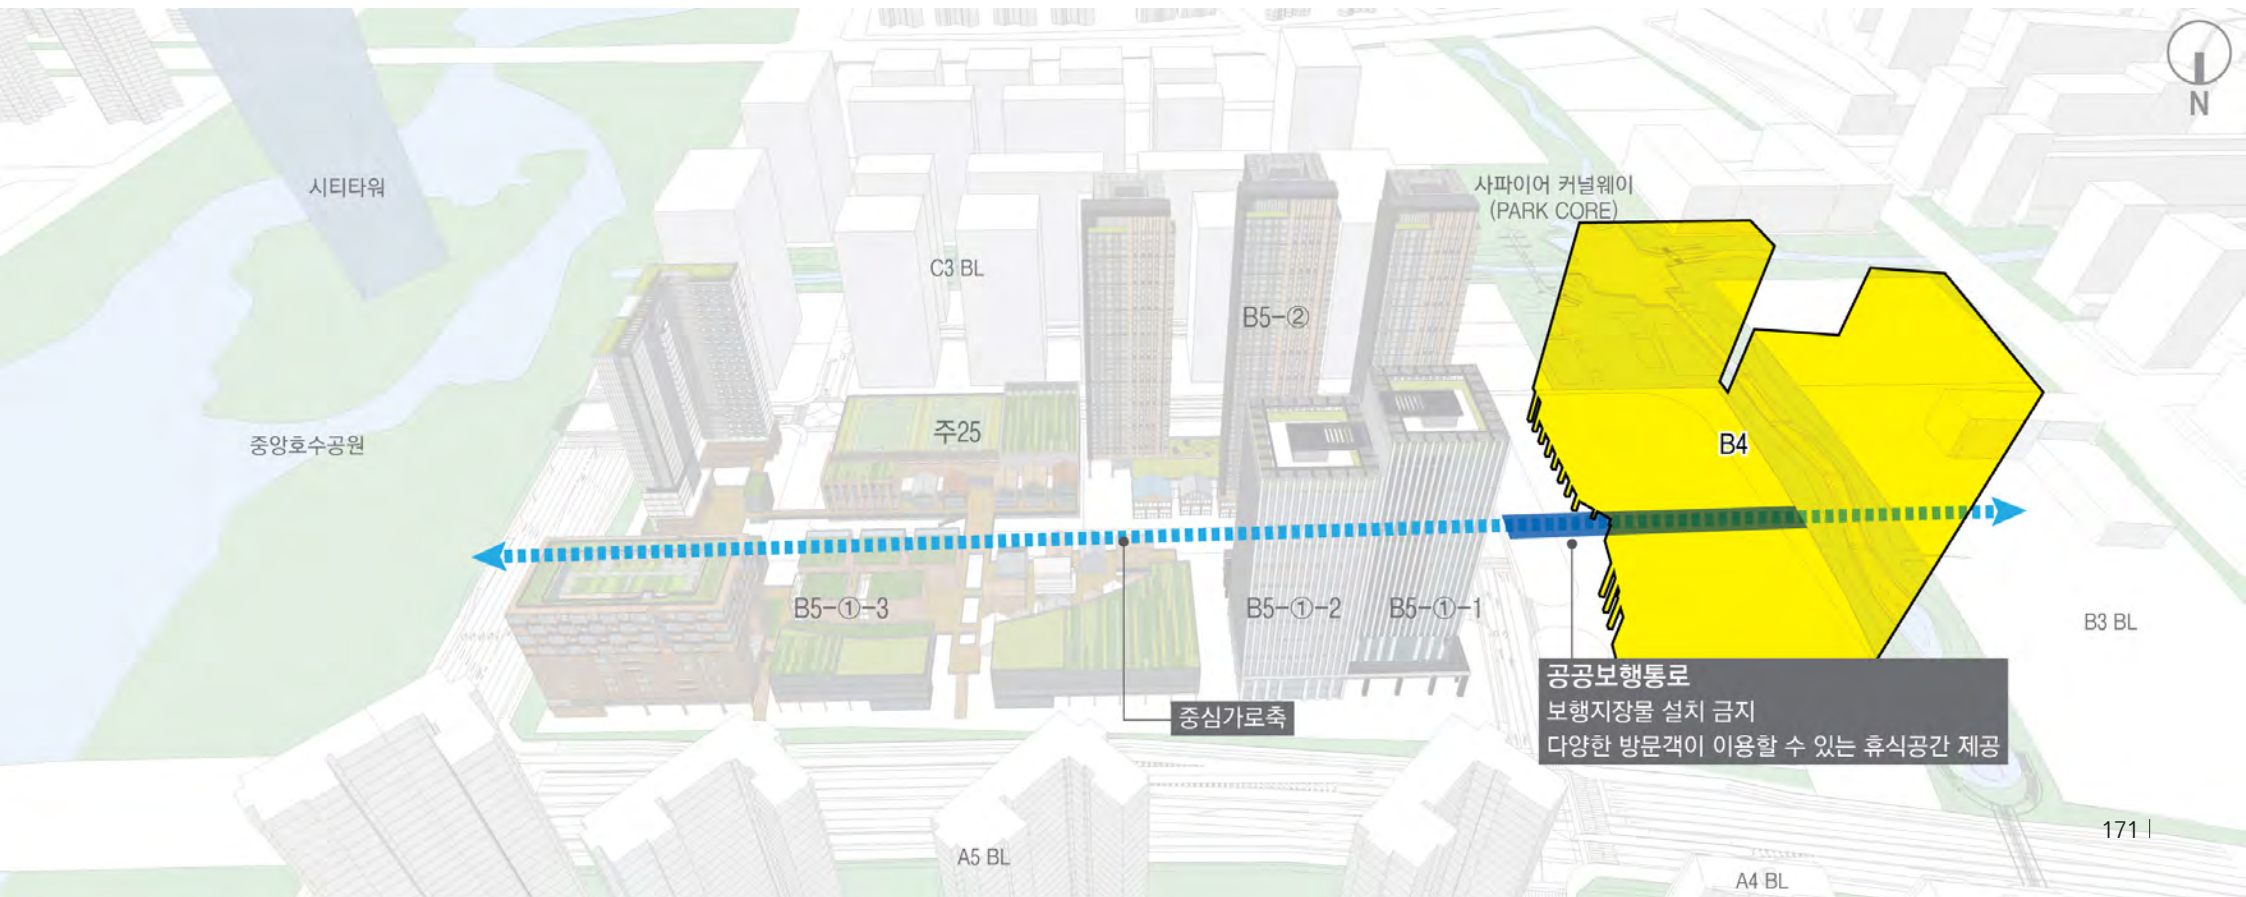 N
시티타워
사파이어 커널웨이
(PARK CORE)
C3 BL
B5-②
주25
중앙호수공원
B4
B5-①-3
B5-①-2
B5-①-1
B3 BL
공공보행통로
보행지장물 설치 금지
다양한 방문객이 이용할 수 있는 휴식공간 제공
중심가로축
171
A5 BL
A4 BL